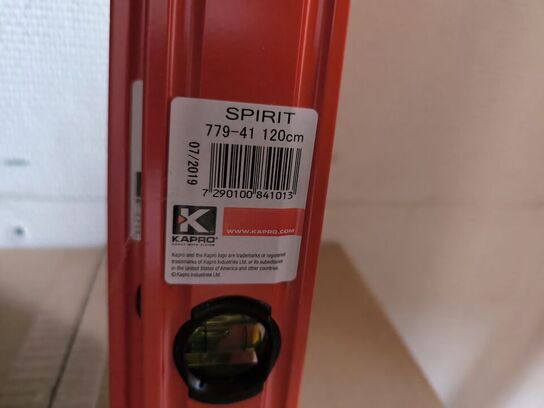 SPIRIT
779-41 120cm
07/2019
7 290100 841013
K
KAPRO®
WWW.KAPRO.COM
Kapro and the Kapro logo are trademarks or registered
trademarks of Kapro Industries Ltd. or its subsidiaries
in the United States of America and other countries.
© Kapro Industries Ltd.